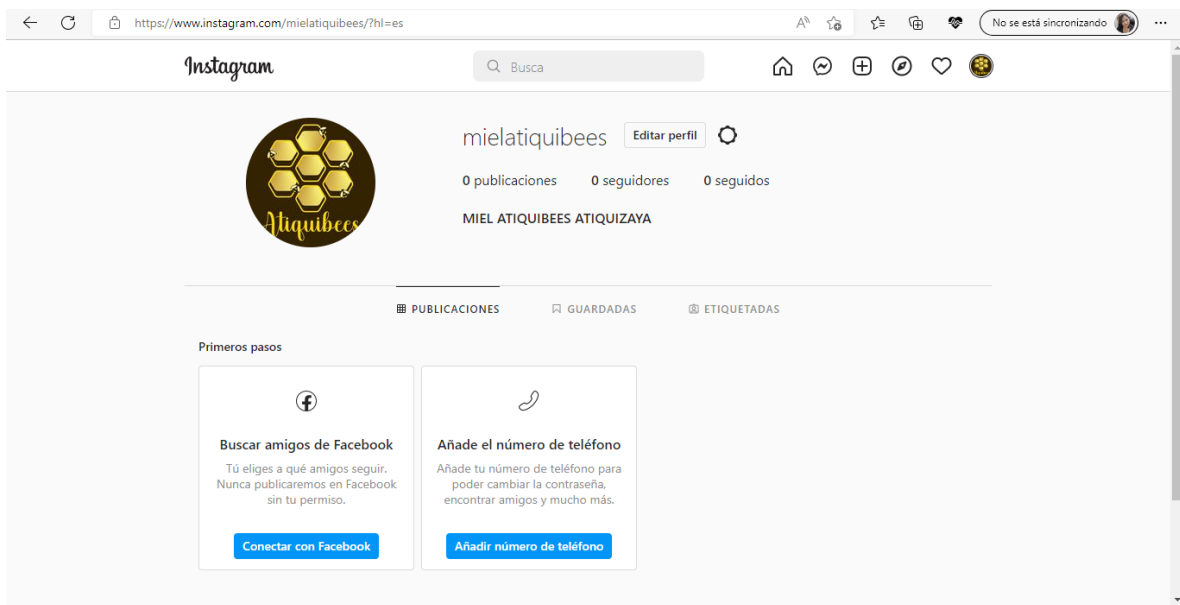 https://www.instagram.com/mielatiquibees/?hl=es
No se está sincronizando
Instagram
Busca
Atiquibees
mielatiquibees
Editar perfil
0 publicaciones 0 seguidores 0 seguidos
MIEL ATIQUIBEES ATIQUIZAYA
PUBLICACIONES GUARDADAS ETIQUETADAS
Primeros pasos
Buscar amigos de Facebook
Tú eliges a qué amigos seguir.
Nunca publicaremos en Facebook
sin tu permiso.
Conectar con Facebook
Añade el número de teléfono
Añade tu número de teléfono para
poder cambiar la contraseña,
encontrar amigos y mucho más.
Añadir número de teléfono